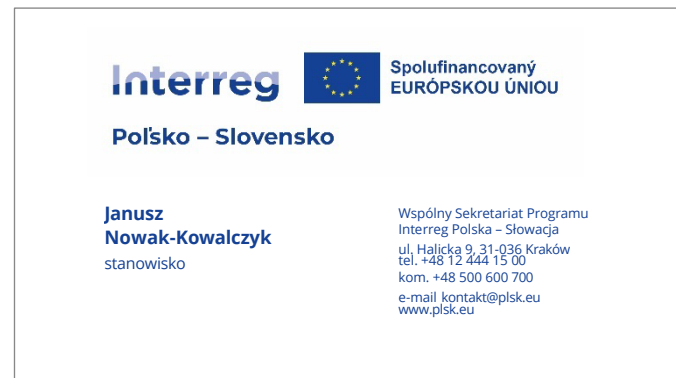 Interreg
Spolufinancovaný
EURÓPSKOU ÚNIOU
Poľsko – Slovensko
Janusz
Nowak-Kowalczyk
stanowisko
Wspólny Sekretariat Programu
Interreg Polska – Słowacja
ul. Halicka 9, 31-036 Kraków
tel. +48 12 444 15 00
kom. +48 500 600 700
e-mail kontakt@plsk.eu
www.plsk.eu